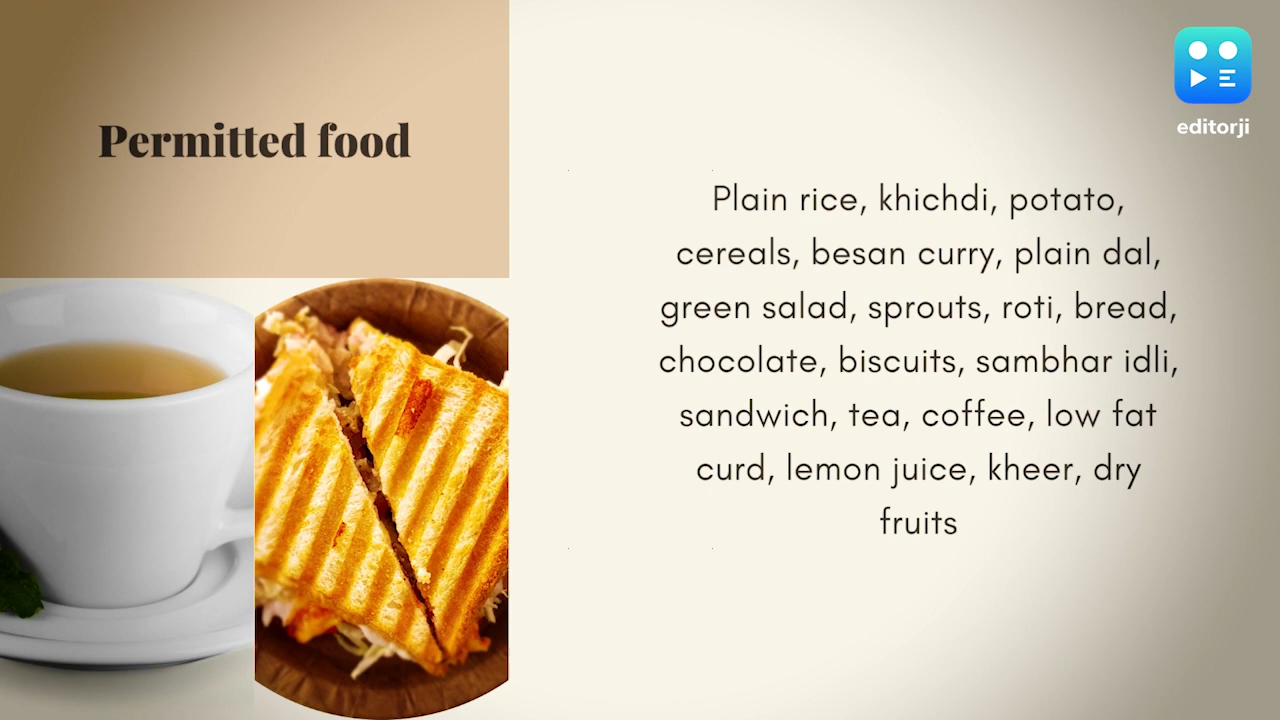 Permitted food
editorji
Plain rice, khichdi, potato,
cereals, besan curry, plain dal,
green salad, sprouts, roti, bread,
chocolate, biscuits, sambhar idli,
sandwich, tea, coffee, low fat
curd, lemon juice, kheer, dry
fruits